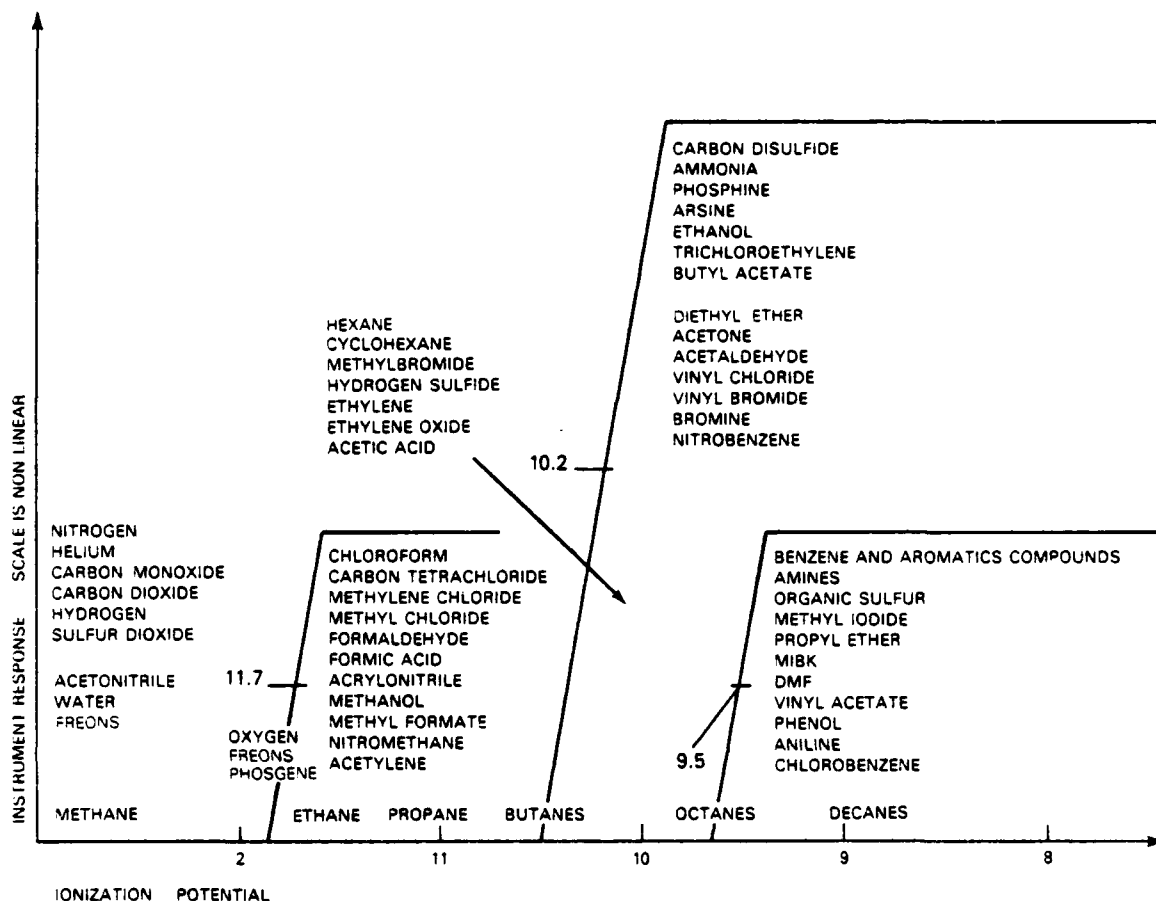 INSTRUMENT RESPONSE SCALE IS NON LINEAR
CARBON DISULFIDE
AMMONIA
PHOSPHINE
ARSINE
ETHANOL
TRICHLOROETHYLENE
BUTYL ACETATE
DIETHYL ETHER
ACETONE
ACETALDEHYDE
VINYL CHLORIDE
VINYL BROMIDE
BROMINE
NITROBENZENE
HEXANE
CYCLOHEXANE
METHYLBROMIDE
HYDROGEN SULFIDE
ETHYLENE
ETHYLENE OXIDE
ACETIC ACID
10.2
NITROGEN
HELIUM
CARBON MONOXIDE
CARBON DIOXIDE
HYDROGEN
SULFUR DIOXIDE
ACETONITRILE
WATER
FREONS
11.7
OXYGEN
FREONS
PHOSGENE
CHLOROFORM
CARBON TETRACHLORIDE
METHYLENE CHLORIDE
METHYL CHLORIDE
FORMALDEHYDE
FORMIC ACID
ACRYLONITRILE
METHANOL
METHYL FORMATE
NITROMETHANE
ACETYLENE
BENZENE AND AROMATICS COMPOUNDS
AMINES
ORGANIC SULFUR
METHYL IODIDE
PROPYL ETHER
MIBK
DMF
VINYL ACETATE
PHENOL
ANILINE
CHLOROBENZENE
9.5
METHANE ETHANE PROPANE BUTANES OCTANES DECANES
2 11 10 9 8
IONIZATION POTENTIAL